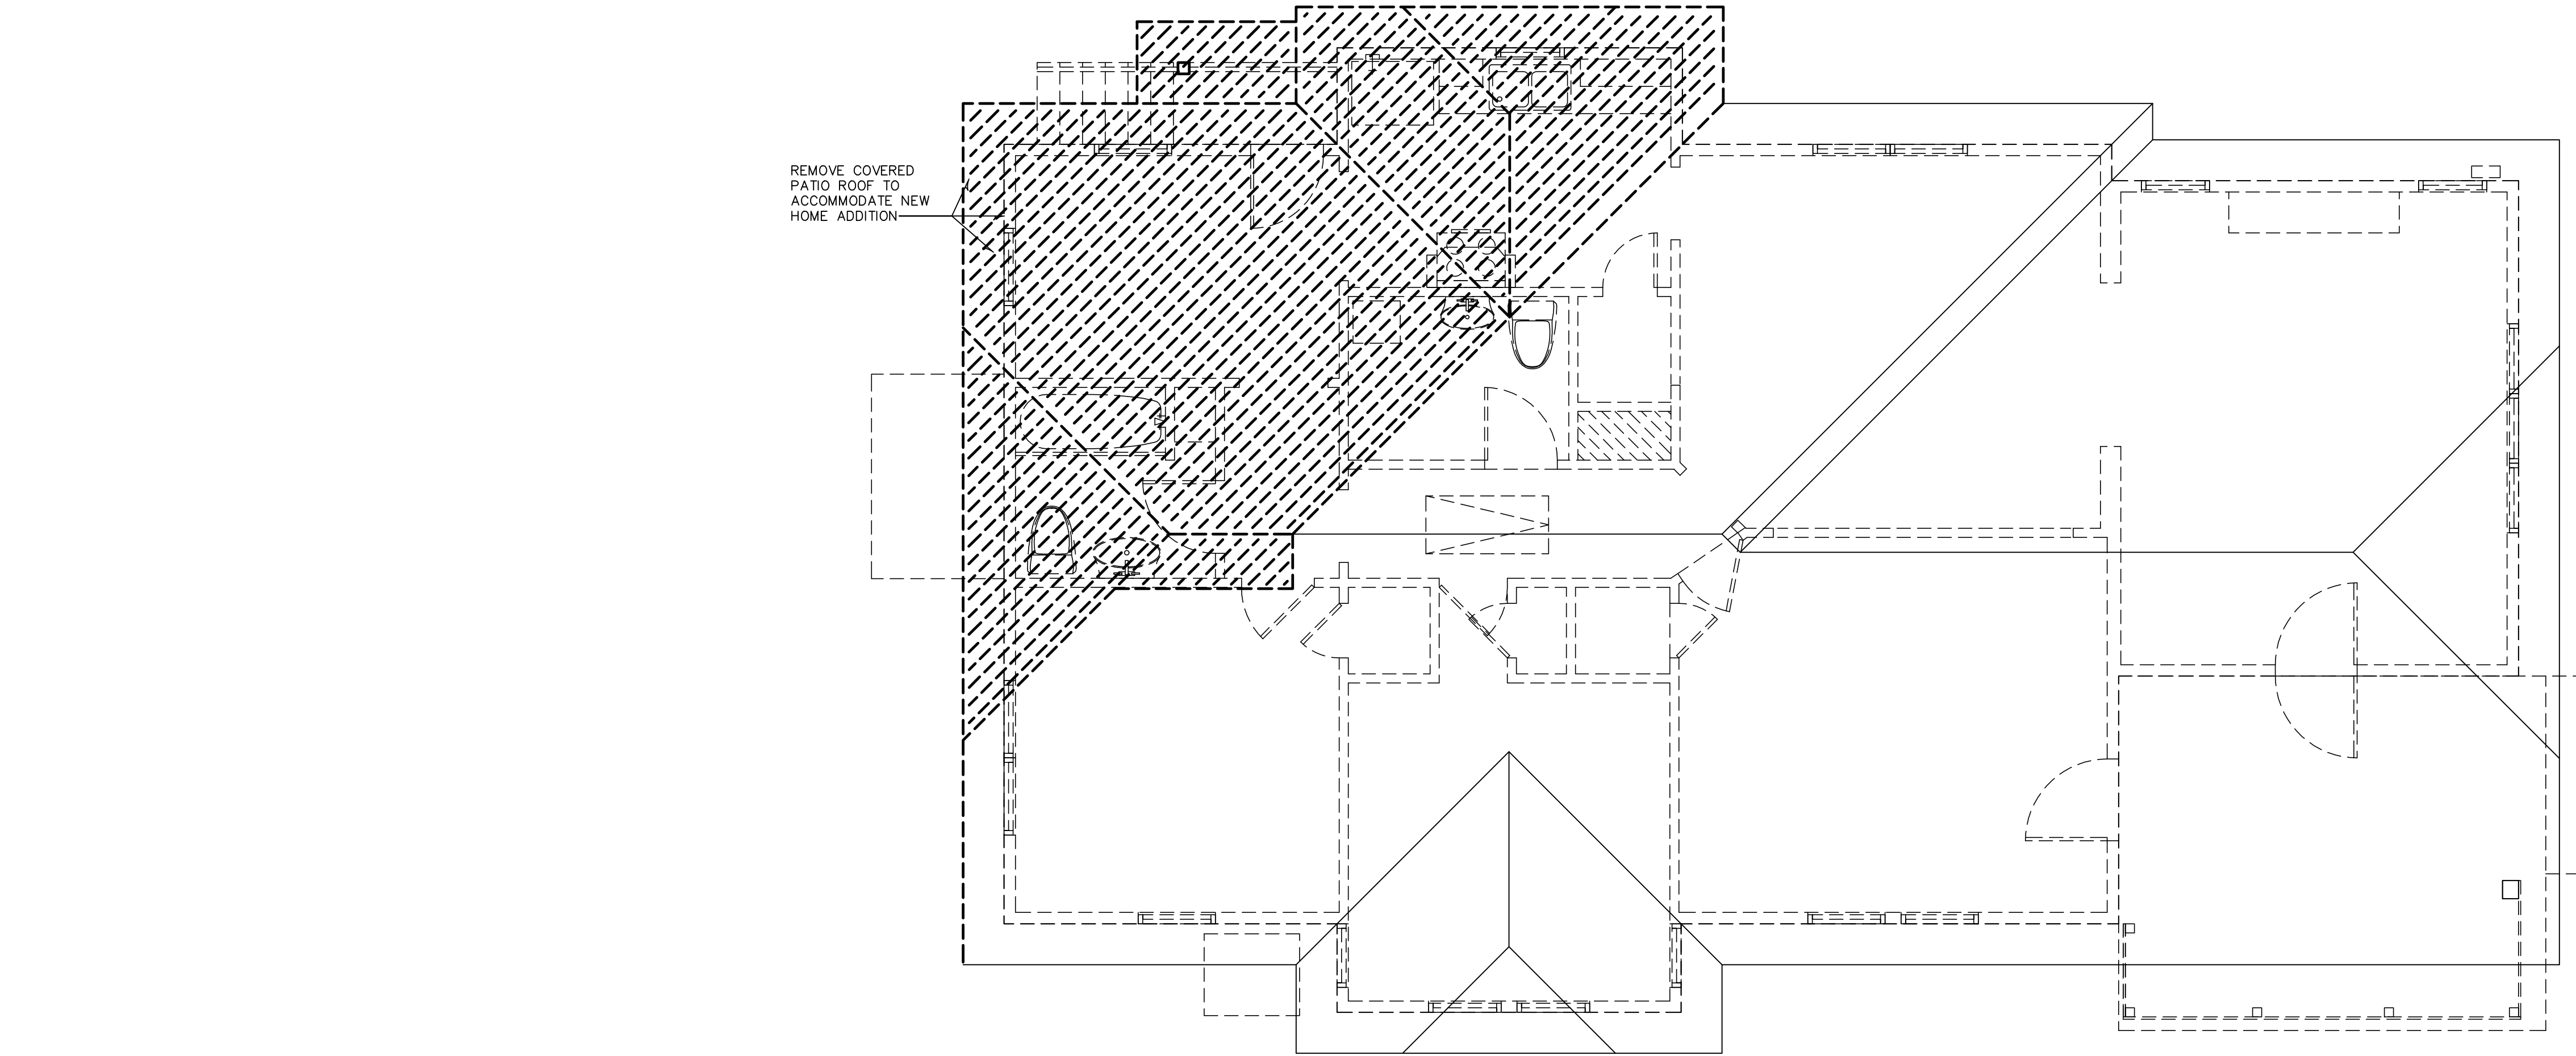 REMOVE COVERED
PATIO ROOF TO
ACCOMMODATE NEW
HOME ADDITION